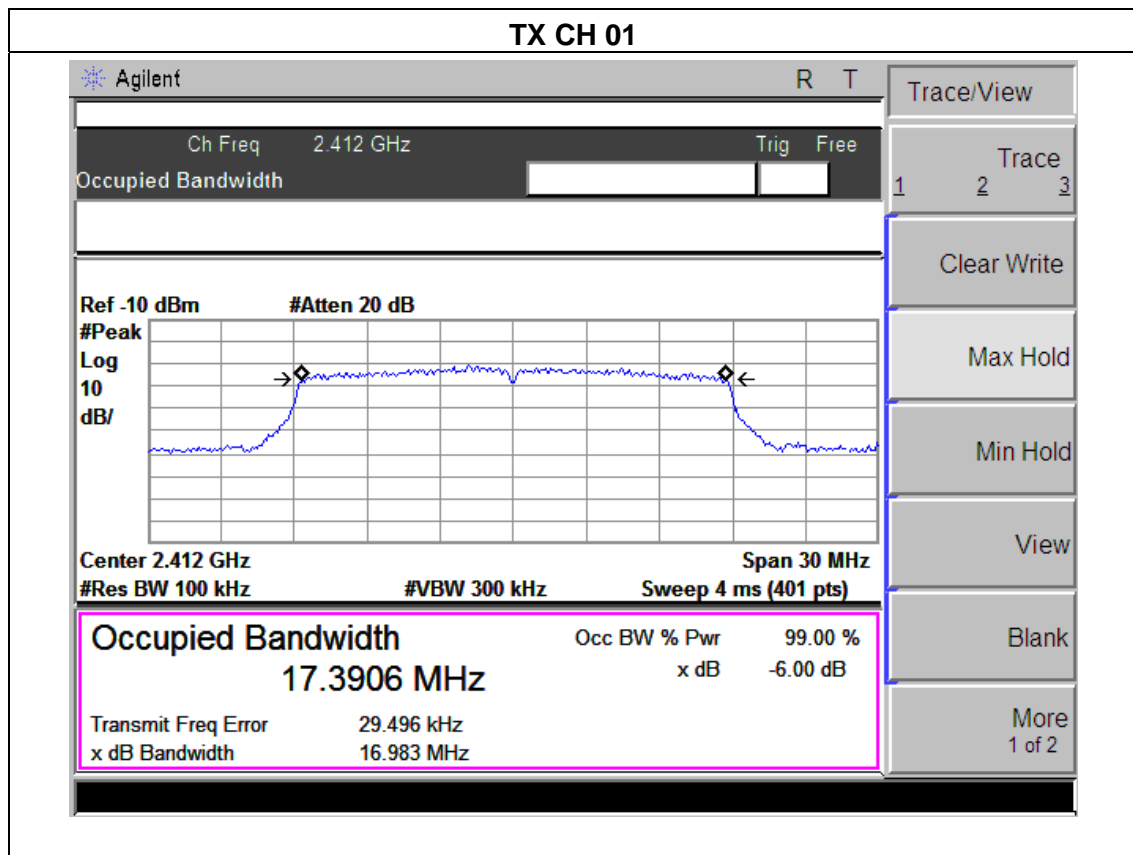 TX CH 01
Agilent R T
Trace/View
Ch Freq 2.412 GHz Trig Free
Occupied Bandwidth
Trace
1 2 3
Clear Write
Ref -10 dBm #Atten 20 dB
#Peak
Log
10
dB/
Max Hold
Min Hold
View
Center 2.412 GHz Span 30 MHz
#Res BW 100 kHz #VBW 300 kHz Sweep 4 ms (401 pts)
Occupied Bandwidth Occ BW % Pwr 99.00 %
17.3906 MHz x dB -6.00 dB
Blank
Transmit Freq Error 29.496 kHz
x dB Bandwidth 16.983 MHz
More
1 of 2